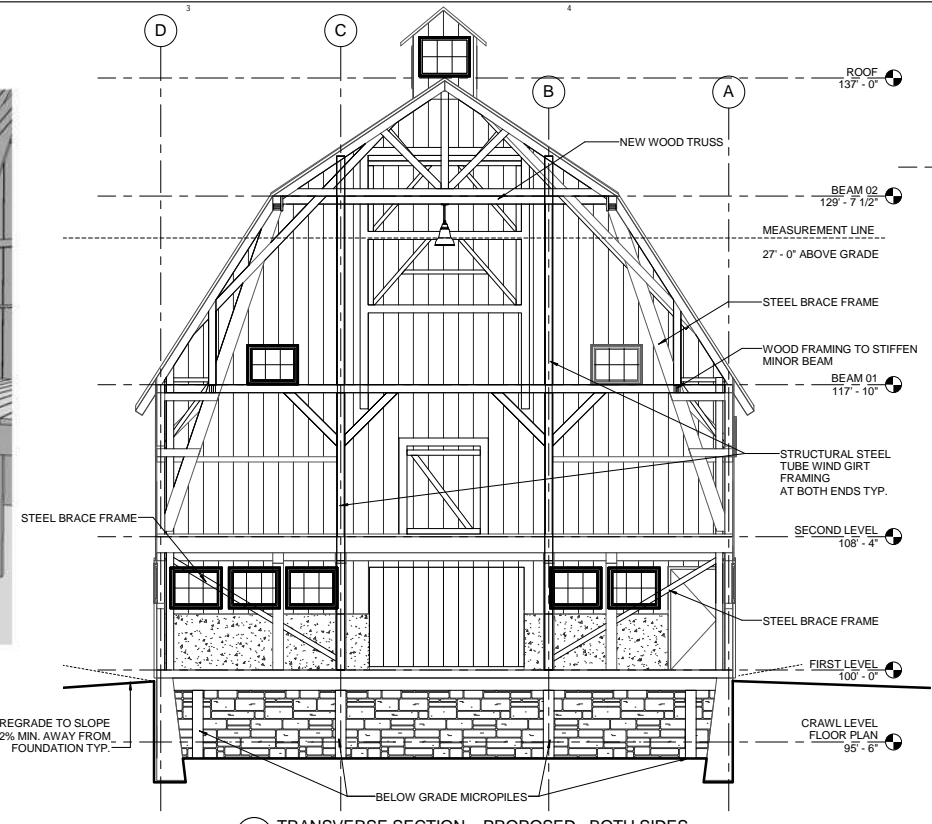 3
4
D
C
B
A
ROOF
137' - 0"
NEW WOOD TRUSS
BEAM 02
129' - 7 1/2"
MEASUREMENT LINE
27' - 0" ABOVE GRADE
STEEL BRACE FRAME
WOOD FRAMING TO STIFFEN
MINOR BEAM
BEAM 01
117' - 10"
STRUCTURAL STEEL
TUBE WIND GIRT
FRAMING
AT BOTH ENDS TYP.
STEEL BRACE FRAME
SECOND LEVEL
108' - 4"
STEEL BRACE FRAME
FIRST LEVEL
100' - 0"
REGRADE TO SLOPE
2% MIN. AWAY FROM
FOUNDATION TYP.
CRAWL LEVEL
FLOOR PLAN
95' - 6"
BELOW GRADE MICROPILES
TRANSVERSE SECTION - PROPOSED - BOTH SIDES